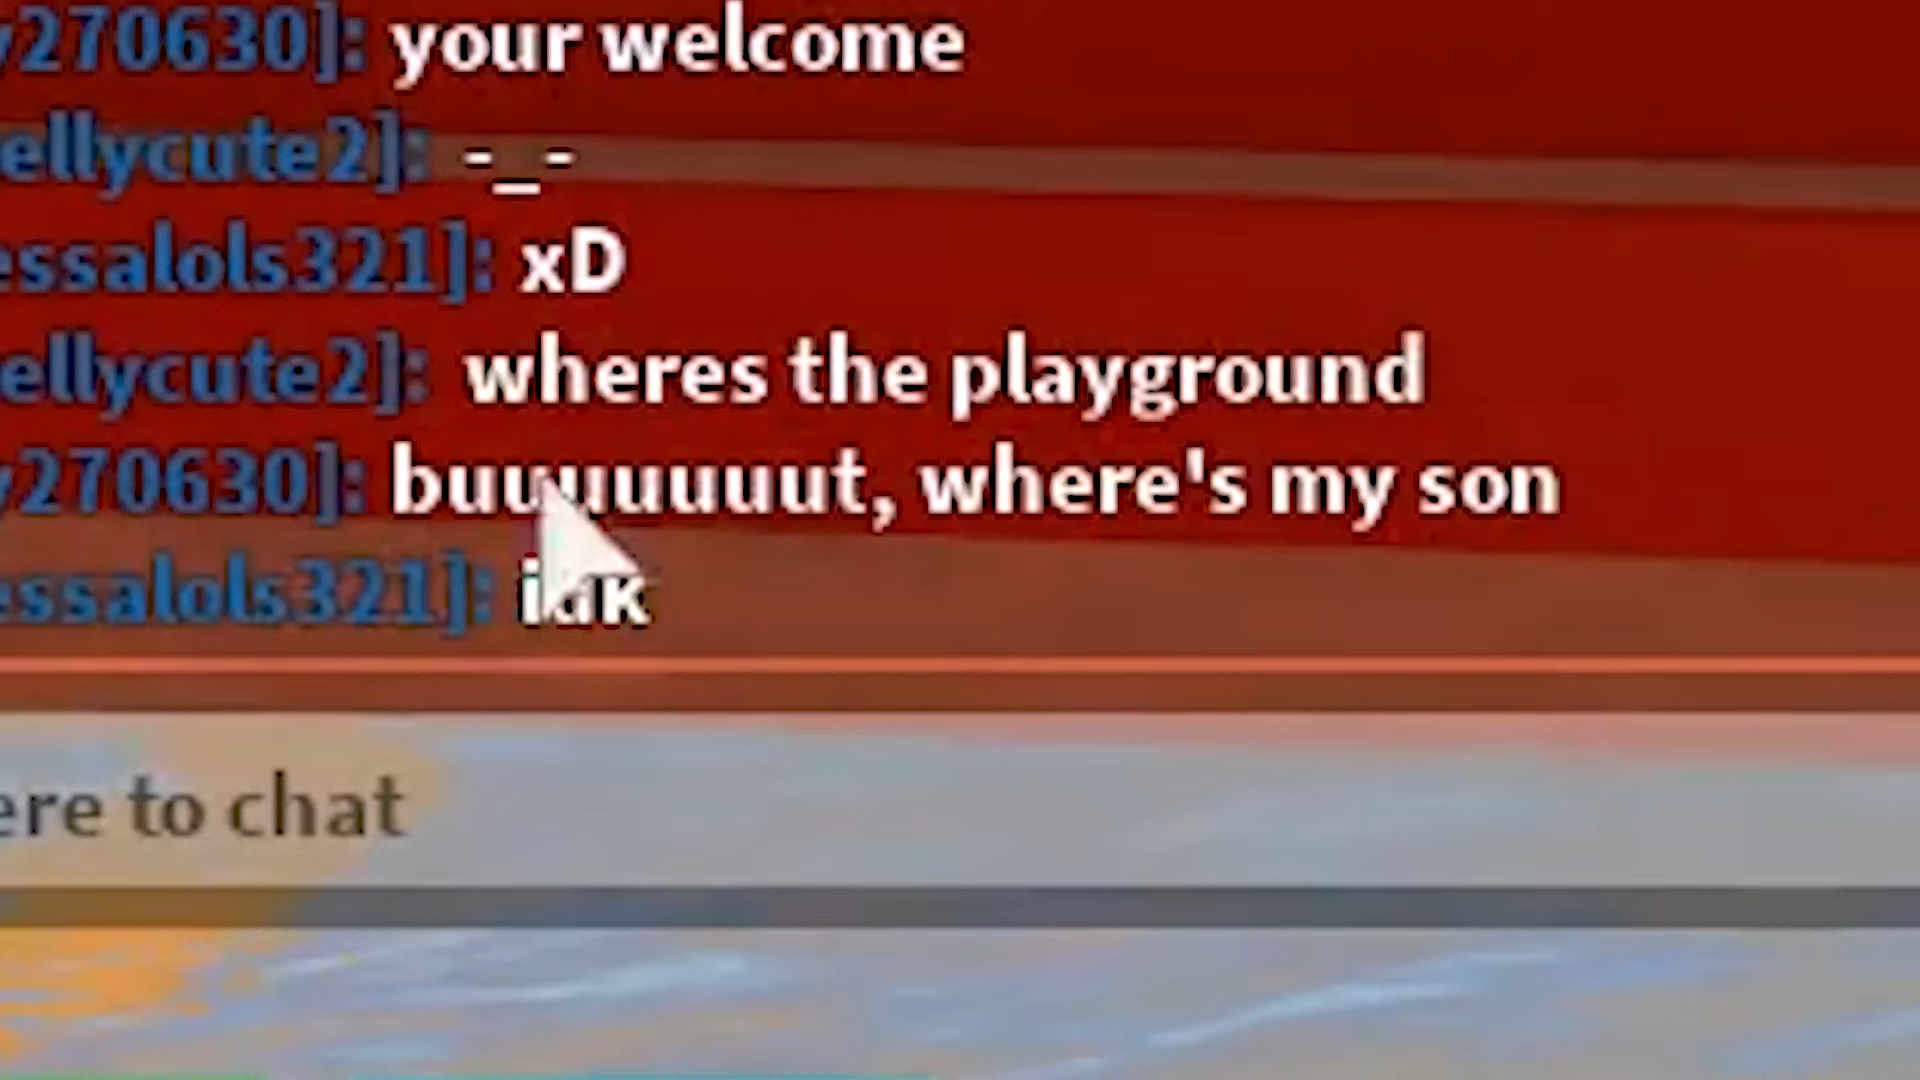 y270630]: your welcome
ellycute2]: -_-
essalols321]: xD
ellycute2]: wheres the playground
y270630]: buuuuuuut, where's my son
essalols321]: idk
ere to chat